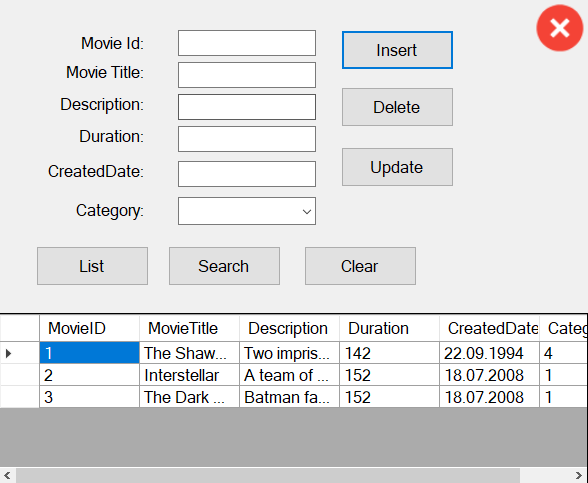 Movie Id:
Insert
Movie Title:
Description:
Delete
Duration:
CreatedDate:
Update
Category:
List Search Clear
MovieID MovieTitle Description Duration CreatedDate Categ
1 The Shaw... Two impris... 142 22.09.1994 4
2 Interstellar A team of ... 152 18.07.2008 1
3 The Dark ... Batman fa... 152 18.07.2008 1